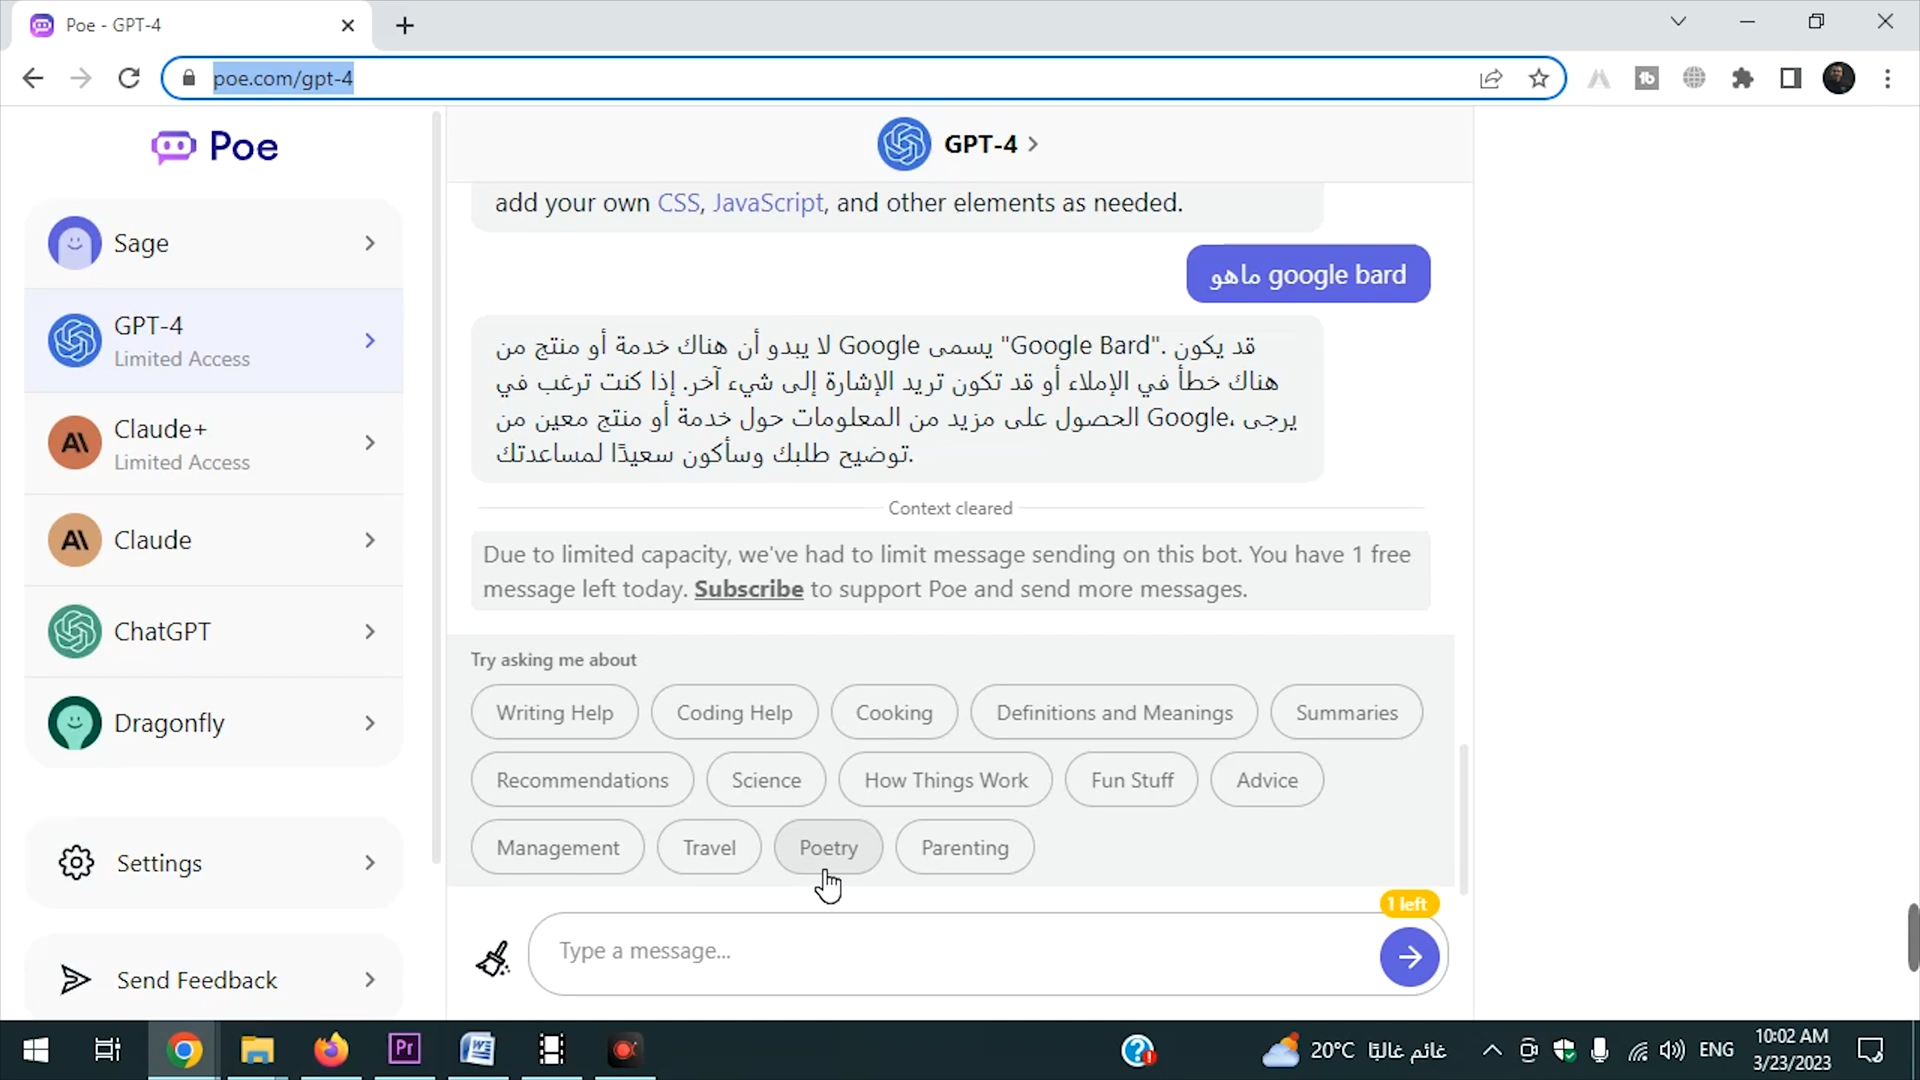 Poe - GPT-4
poe.com/gpt-4
Poe
Sage
GPT-4
Limited Access
Claude+
Limited Access
Claude
ChatGPT
Dragonfly
Settings
Send Feedback
GPT-4
add your own CSS, JavaScript, and other elements as needed.
ماهو google bard
لا يبدو أن هناك خدمة أو منتج من Google يسمى "Google Bard". قد يكون
هناك خطأ في الإملاء أو قد تكون تريد الإشارة إلى شيء آخر. إذا كنت ترغب في
الحصول على مزيد من المعلومات حول خدمة أو منتج معين من Google، يرجى
توضيح طلبك وسأكون سعيدًا لمساعدتك.
Context cleared
Due to limited capacity, we've had to limit message sending on this bot. You have 1 free
message left today. Subscribe to support Poe and send more messages.
Try asking me about
Writing Help Coding Help Cooking Definitions and Meanings Summaries
Recommendations Science How Things Work Fun Stuff Advice
Management Travel Poetry Parenting
1 left
Type a message...
20°C غائم غالبًا ENG
10:02 AM
3/23/2023